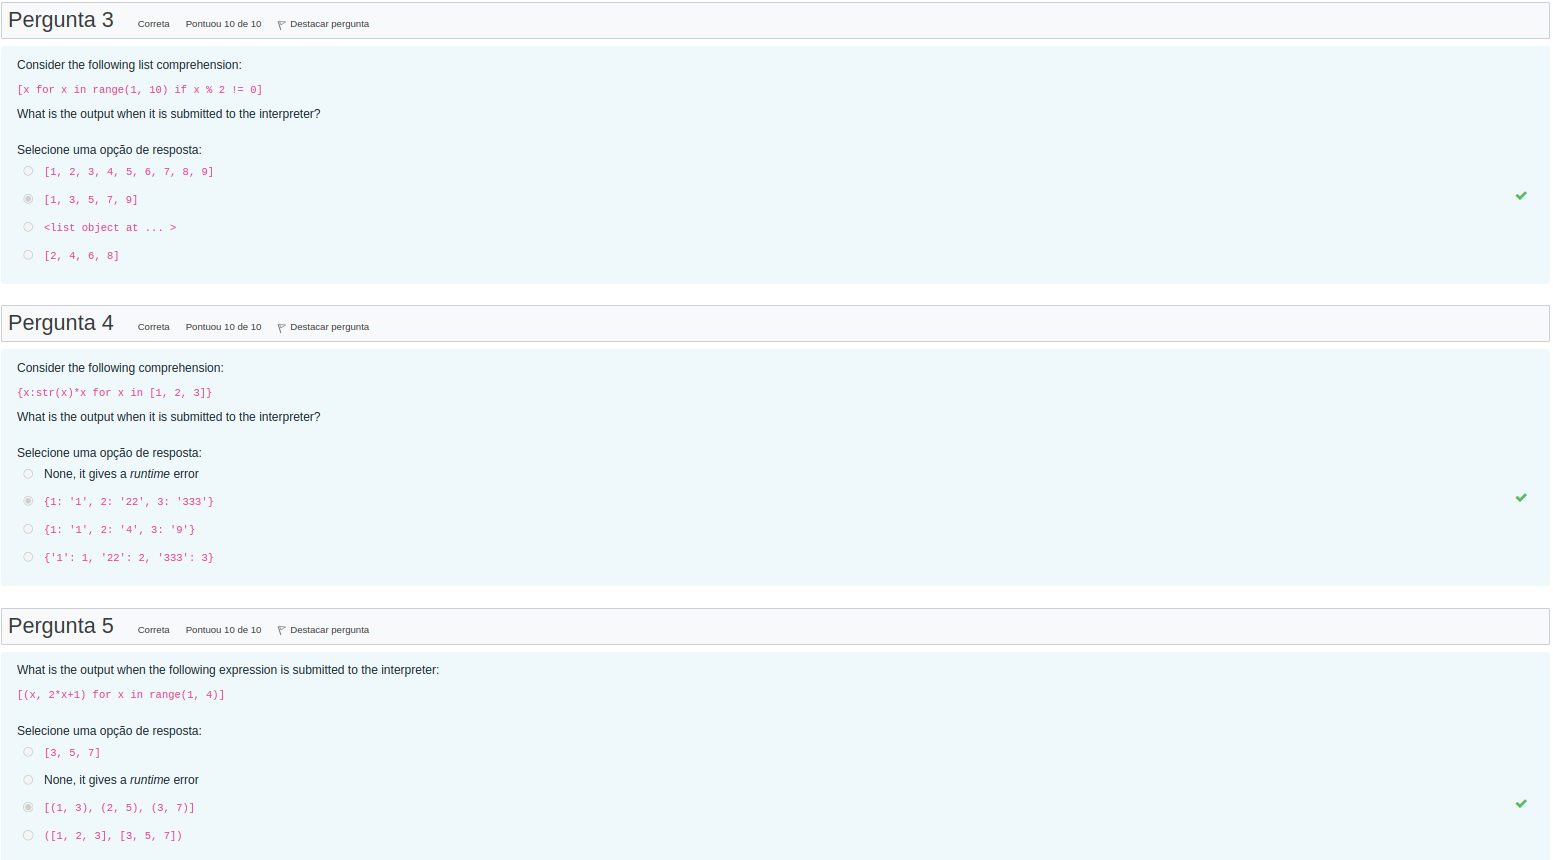 Pergunta 3 Correta Pontuou 10 de 10 Destacar pergunta
Consider the following list comprehension:
[x for x in range(1, 10) if x % 2 != 0]
What is the output when it is submitted to the interpreter?
Selecione uma opção de resposta:
[1, 2, 3, 4, 5, 6, 7, 8, 9]
[1, 3, 5, 7, 9]
<list object at ... >
[2, 4, 6, 8]
Pergunta 4 Correta Pontuou 10 de 10 Destacar pergunta
Consider the following comprehension:
{x:str(x)*x for x in [1, 2, 3]}
What is the output when it is submitted to the interpreter?
Selecione uma opção de resposta:
None, it gives a runtime error
{1: '1', 2: '22', 3: '333'}
{1: '1', 2: '4', 3: '9'}
{'1': 1, '22': 2, '333': 3}
Pergunta 5 Correta Pontuou 10 de 10 Destacar pergunta
What is the output when the following expression is submitted to the interpreter:
[(x, 2*x+1) for x in range(1, 4)]
Selecione uma opção de resposta:
[3, 5, 7]
None, it gives a runtime error
[(1, 3), (2, 5), (3, 7)]
([1, 2, 3], [3, 5, 7])